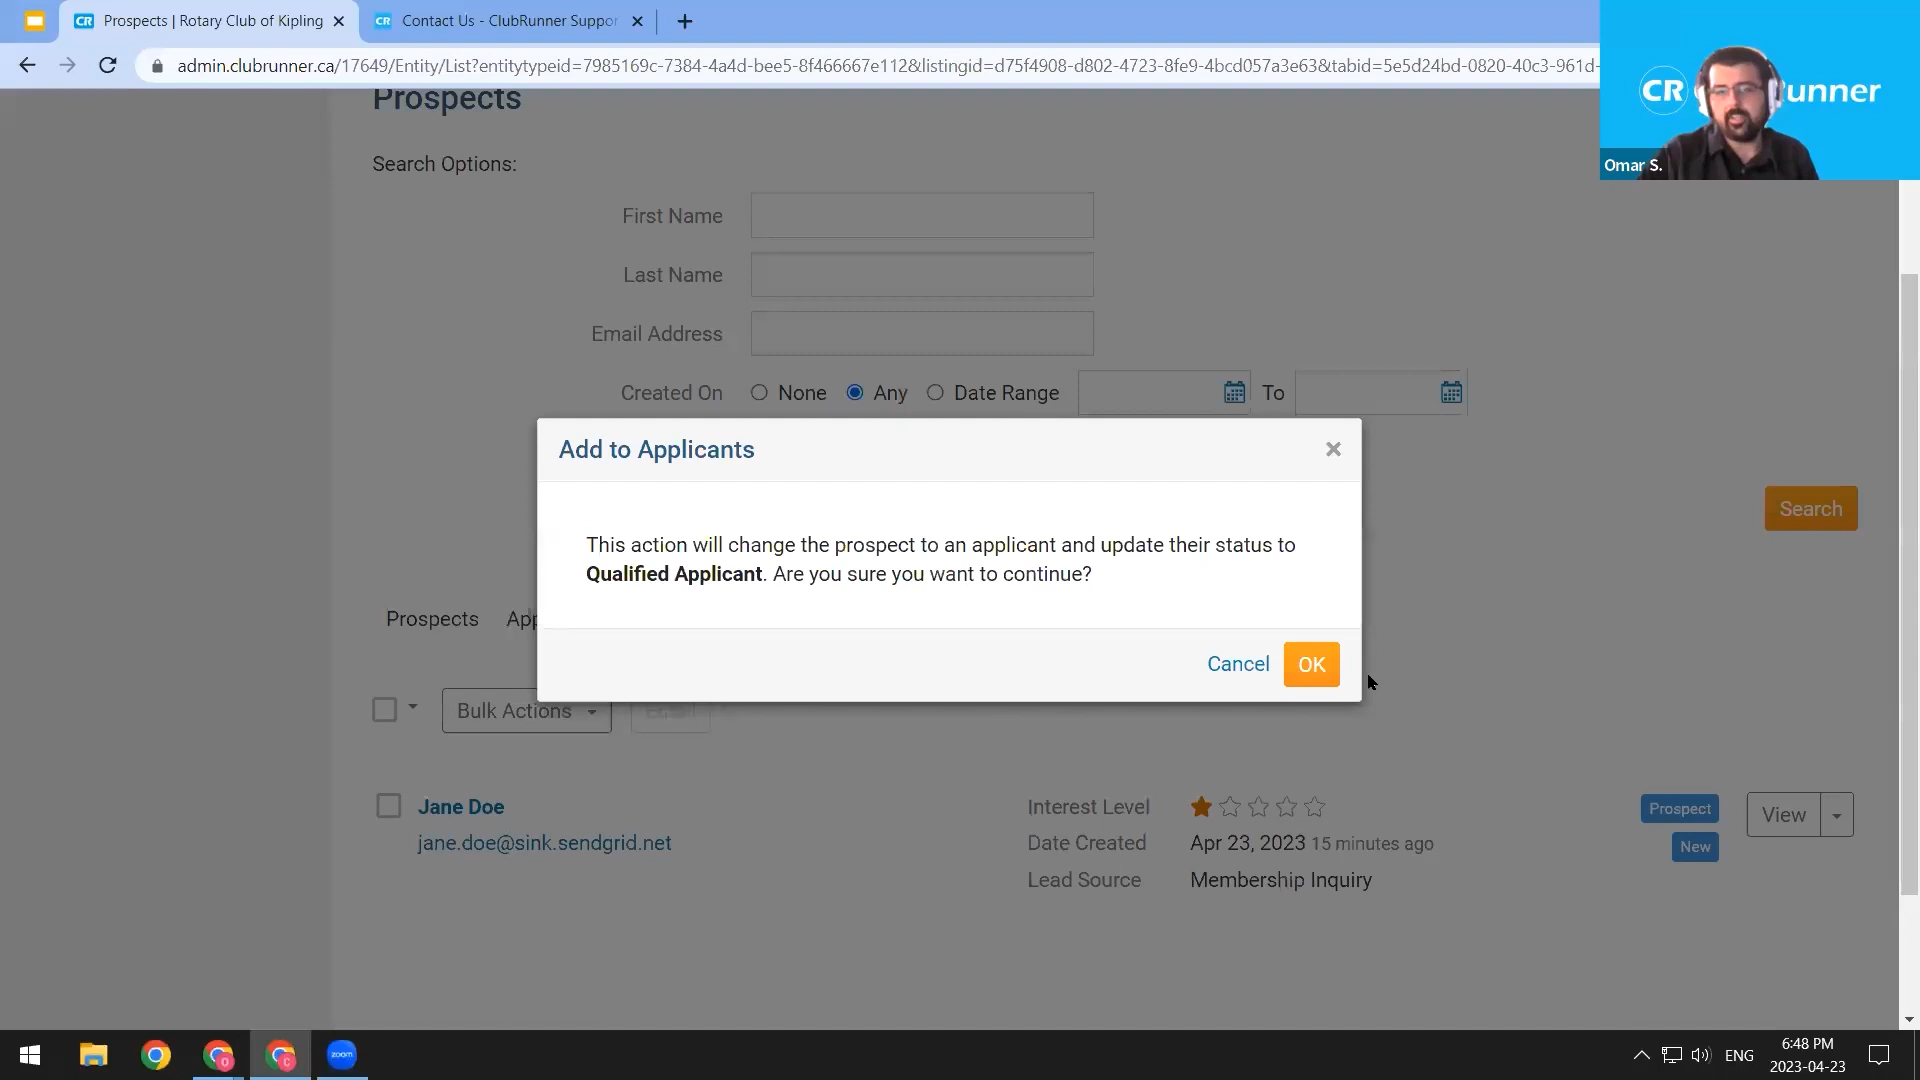 CR Prospects | Rotary Club of Kipling
CR Contact Us - ClubRunner Suppor
admin.clubrunner.ca/17649/Entity/List?entitytypeid=7985169c-7384-4a4d-bee5-8f466667e112&listingid=d75f4908-d802-4723-8fe9-4bcd057a3e63&tabid=5e5d24bd-0820-40c3-961d-
CR unner
Omar S.
Prospects
Search Options:
First Name
Last Name
Email Address
Created On None Any Date Range To
Add to Applicants
This action will change the prospect to an applicant and update their status to
Qualified Applicant. Are you sure you want to continue?
Cancel OK
Search
Prospects App
Bulk Actions
Jane Doe
jane.doe@sink.sendgrid.net
Interest Level
Date Created Apr 23, 2023 15 minutes ago
Lead Source Membership Inquiry
Prospect
New
View
zoom
ENG
6:48 PM
2023-04-23